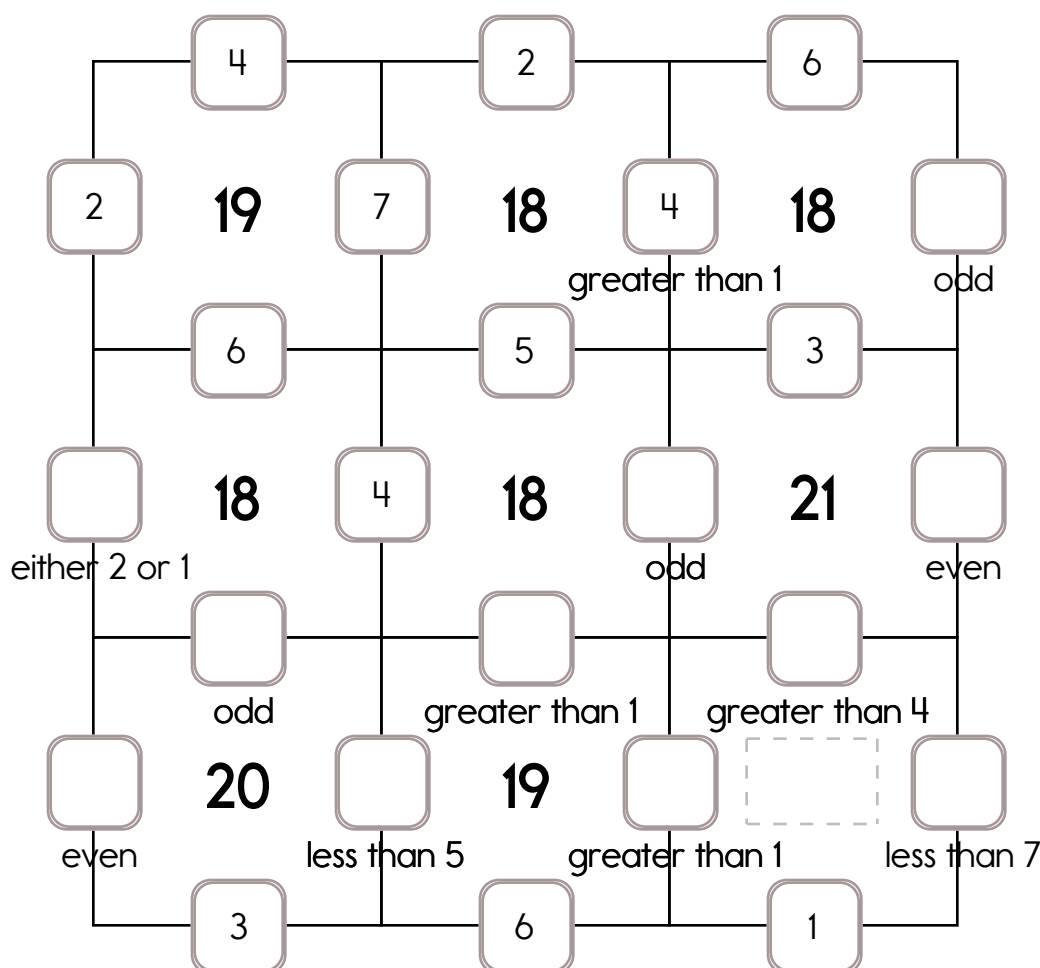 4 2 6
2 19 7 18 4 18
greater than 1 odd
6 5 3
18 4 18 21
either 2 or 1 odd even
odd greater than 1 greater than 4
20 19
even less than 5 greater than 1 less than 7
3 6 1